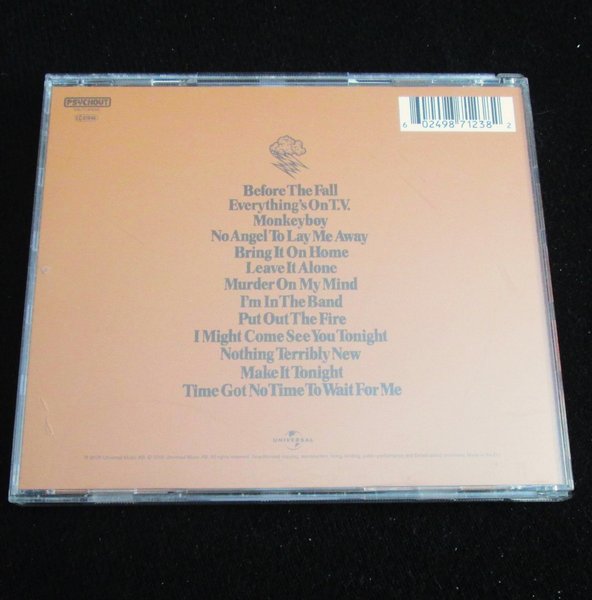 PSYCHOUT
6 02498 71238 2
Before The Fall
Everything's On T.V.
Monkeyboy
No Angel To Lay Me Away
Bring It On Home
Leave It Alone
Murder On My Mind
I'm In The Band
Put Out The Fire
I Might Come See You Tonight
Nothing Terribly New
Make It Tonight
Time Got No Time To Wait For Me
UNIVERSAL